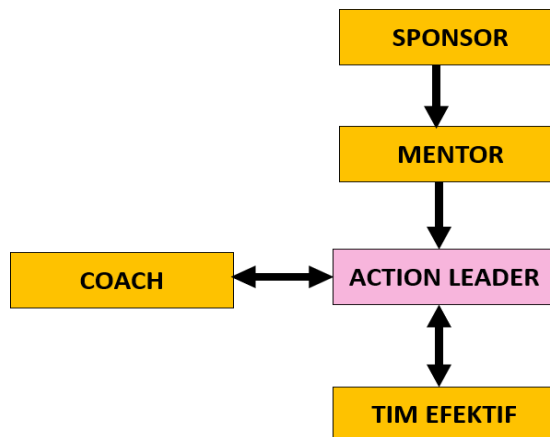 SPONSOR
MENTOR
COACH
ACTION LEADER
TIM EFEKTIF